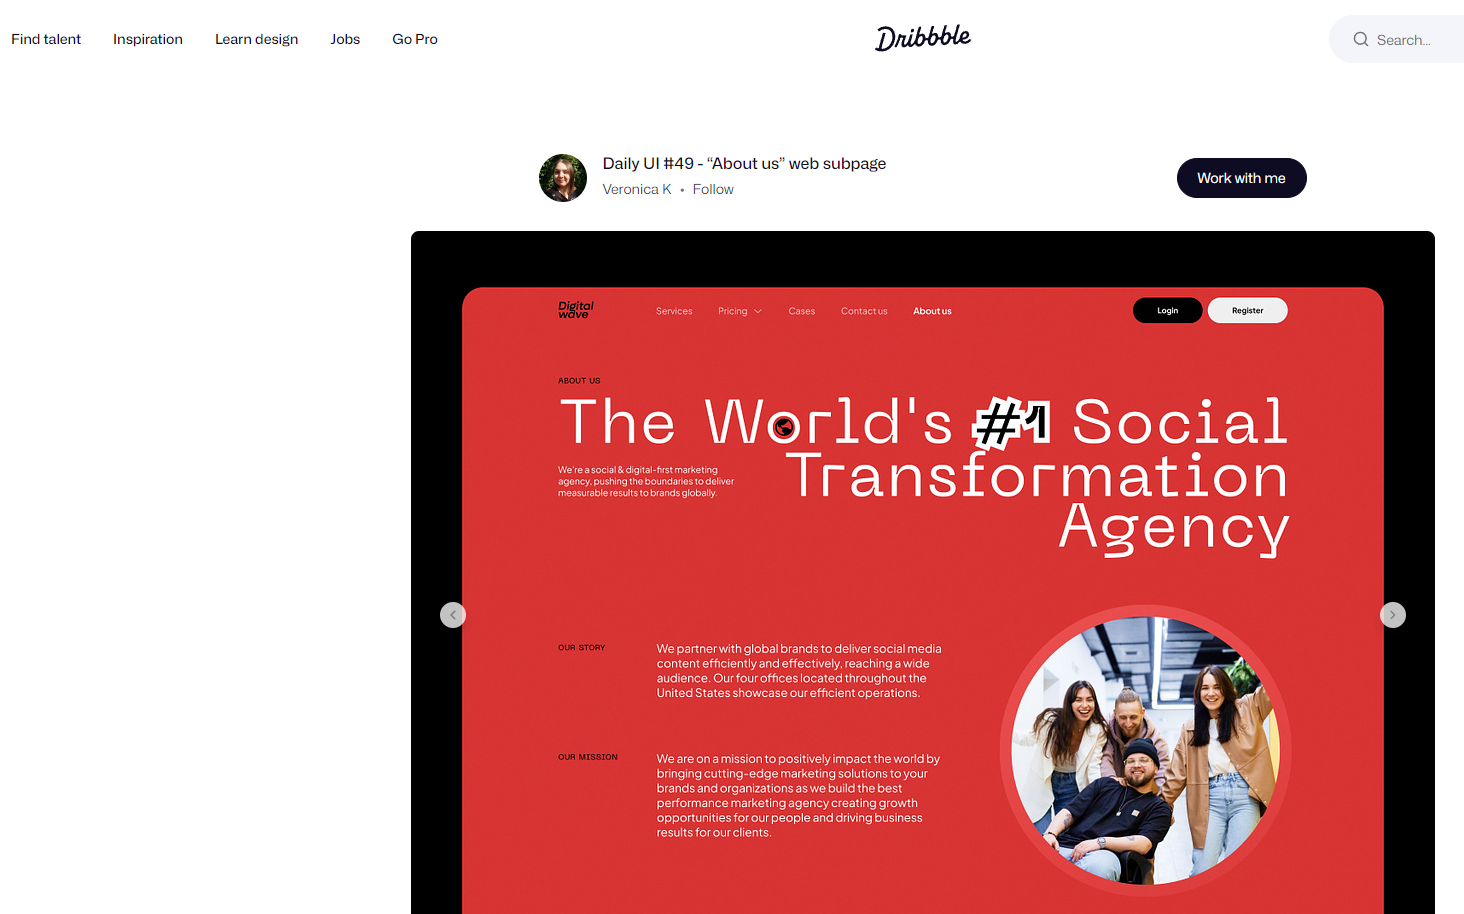 Find talent
Inspiration
Learn design
Jobs
Go Pro
Dribbble
Search...
Daily UI #49 - “About us” web subpage
Veronica K • Follow
Work with me
Digital
wave
Services
Pricing
Cases
Contact us
About us
Login
Register
ABOUT US
The World's #1 Social
Transformation
Agency
We're a social & digital-first marketing
agency, pushing the boundaries to deliver
measurable results to brands globally.
OUR STORY
We partner with global brands to deliver social media
content efficiently and effectively, reaching a wide
audience. Our four offices located throughout the
United States showcase our efficient operations.
OUR MISSION
We are on a mission to positively impact the world by
bringing cutting-edge marketing solutions to your
brands and organizations as we build the best
performance marketing agency creating growth
opportunities for our people and driving business
results for our clients.